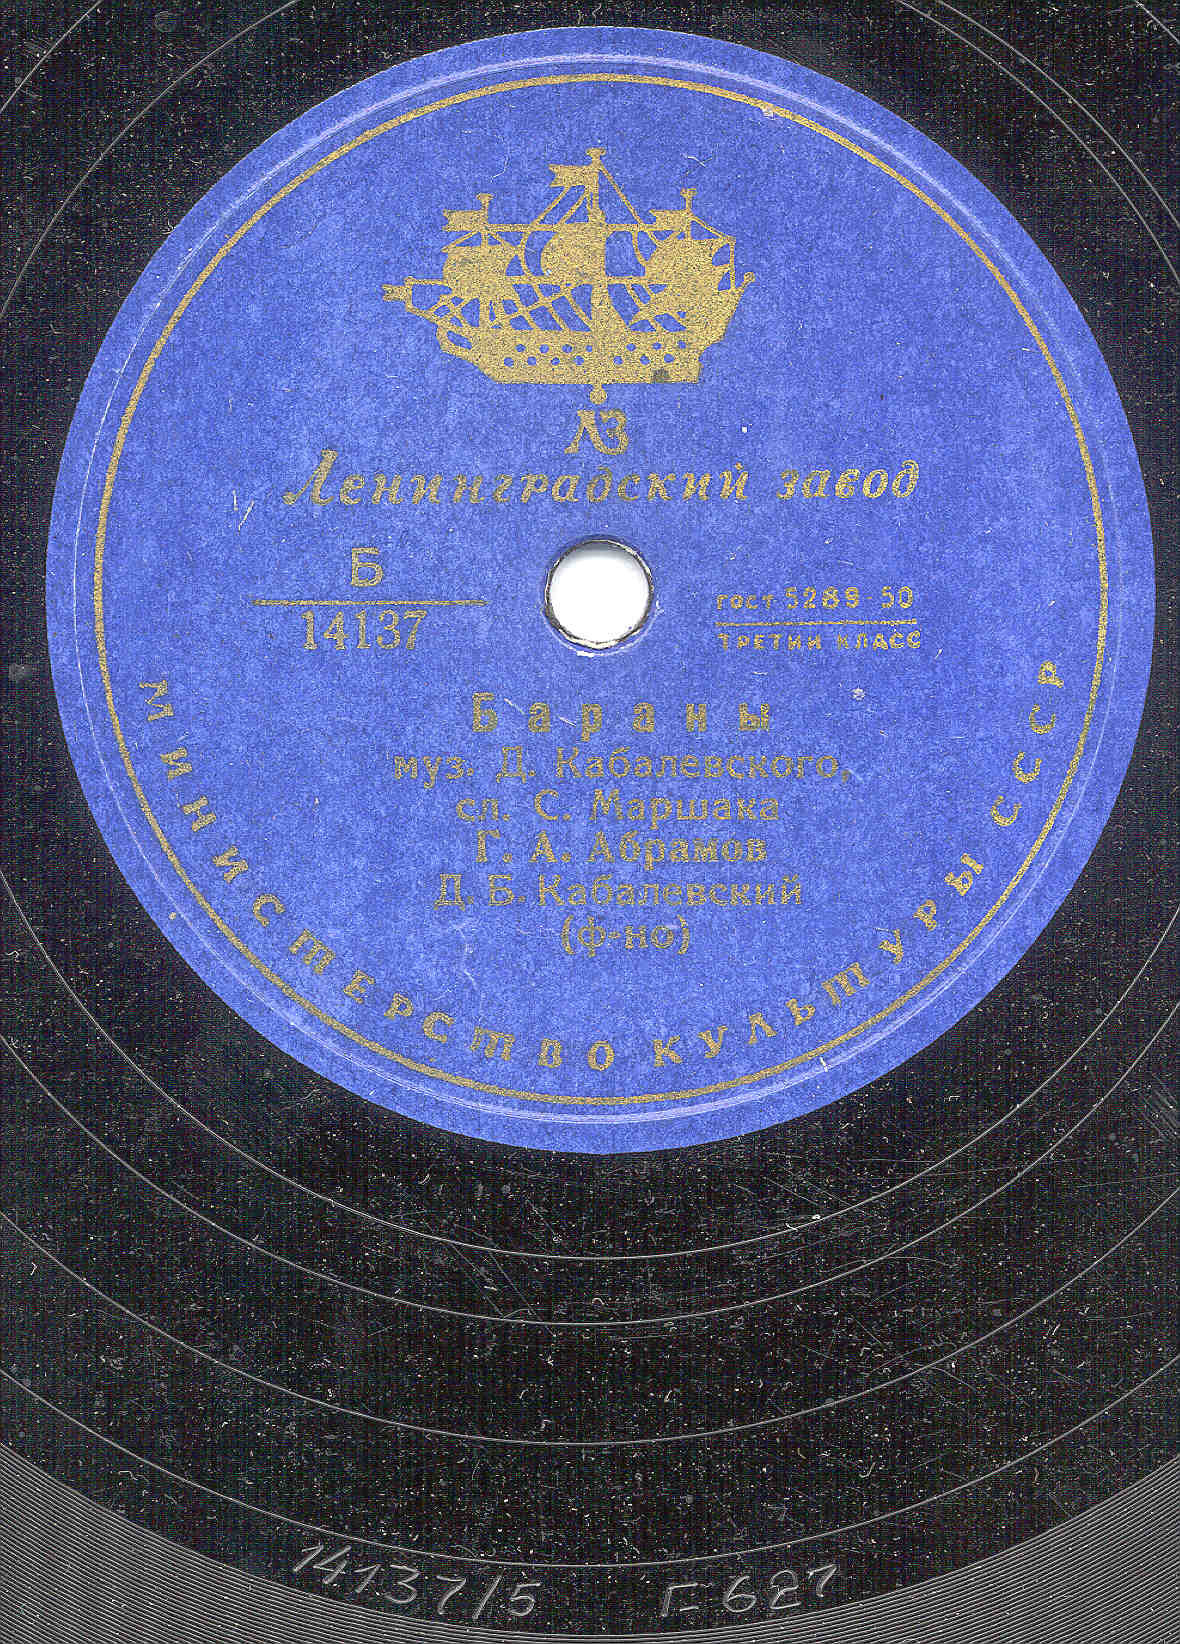 ЛЗ
Ленинградский завод
Б
14137
ГОСТ 5289-50
ТРЕТИЙ КЛАСС
Бараны
муз. Д. Кабалевского,
сл. С. Маршака
Г. А. Абрамов
Д. Б. Кабалевский
(ф-но)
МИНИСТЕРСТВО КУЛЬТУРЫ СССР
14137/5 Г627